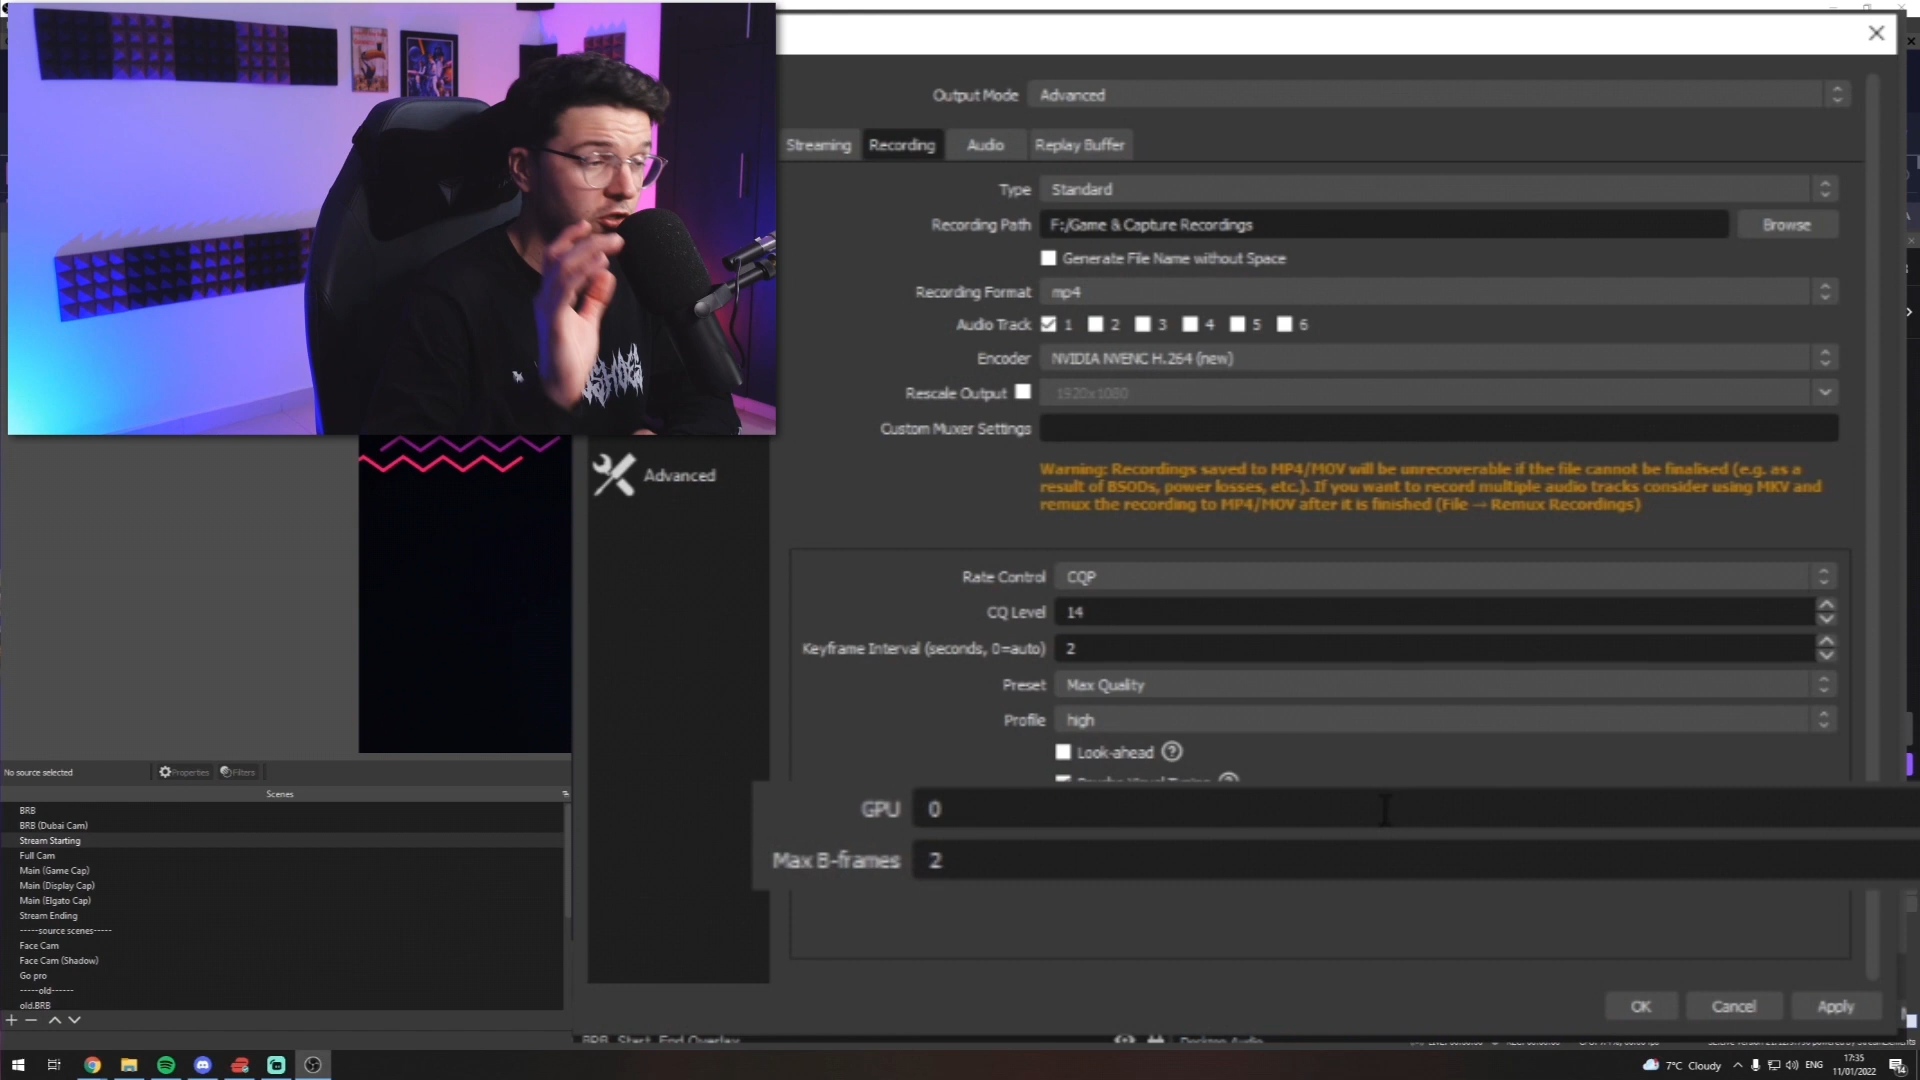 Output Mode Advanced
Streaming Recording Audio Replay Buffer
Type Standard
Recording Path F:/Game & Capture Recordings Browse
Generate File Name without Space
Recording Format mp4
Audio Track 1 2 3 4 5 6
Encoder NVIDIA NVENC H.264 (new)
Rescale Output 1920x1080
Custom Muxer Settings
Advanced
Warning: Recordings saved to MP4/MOV will be unrecoverable if the file cannot be finalised (e.g. as a
result of BSODs, power losses, etc.). If you want to record multiple audio tracks consider using MKV and
remux the recording to MP4/MOV after it is finished (File → Remux Recordings)
Rate Control CQP
CQ Level 14
Keyframe Interval (seconds, 0=auto) 2
Preset Max Quality
Profile high
Look-ahead
GPU 0
Max B-frames 2
No source selected Properties Filters
Scenes
BRB
BRB (Dubai Cam)
Stream Starting
Full Cam
Main (Game Cap)
Main (Display Cap)
Main (Elgato Cap)
Stream Ending
-----source scenes-----
Face Cam
Face Cam (Shadow)
Go pro
-----old------
old.BRB
OK Cancel Apply
7°C Cloudy ENG 17:35
11/01/2022